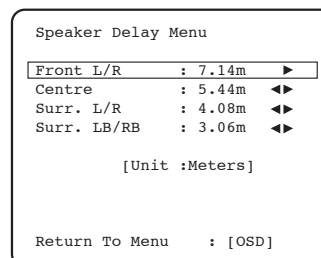 Speaker Delay Menu
Front L/R : 7.14m ►
Centre : 5.44m ◄►
Surr. L/R : 4.08m ◄►
Surr. LB/RB : 3.06m ◄►
[Unit :Meters]
Return To Menu : [OSD]